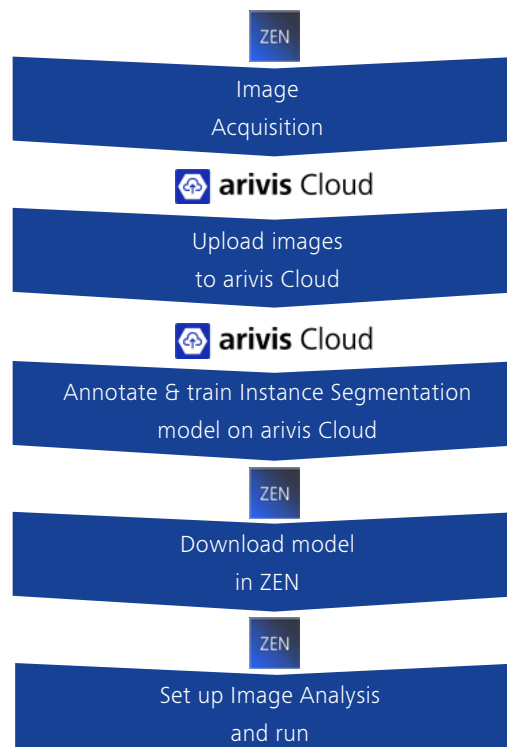 ZEN
Image
Acquisition
arivis Cloud
Upload images
to arivis Cloud
arivis Cloud
Annotate & train Instance Segmentation
model on arivis Cloud
ZEN
Download model
in ZEN
ZEN
Set up Image Analysis
and run